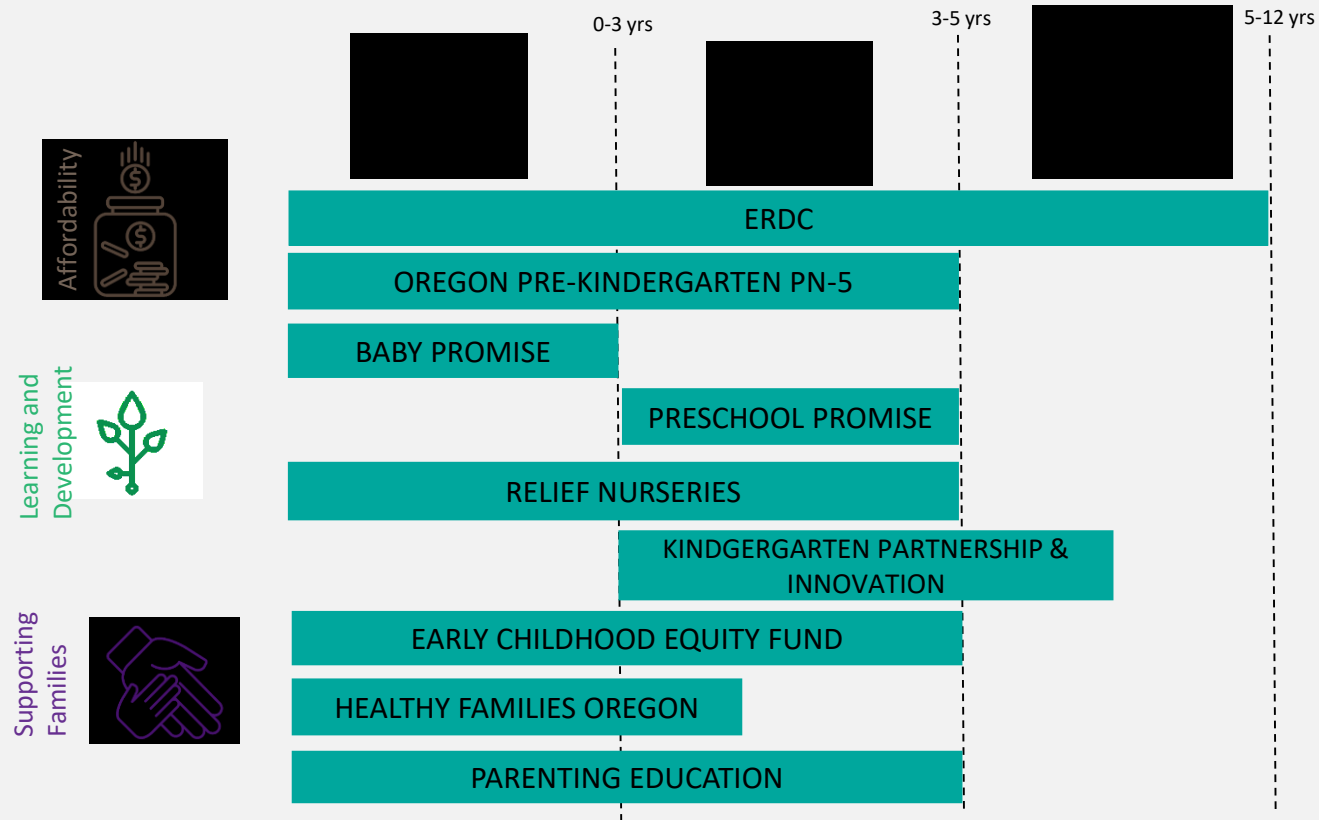 0-3 yrs
3-5 yrs
5-12 yrs
Affordability
$
$
ERDC
OREGON PRE-KINDERGARTEN PN-5
BABY PROMISE
Learning and
Development
PRESCHOOL PROMISE
RELIEF NURSERIES
KINDGERGARTEN PARTNERSHIP &
INNOVATION
Supporting
Families
EARLY CHILDHOOD EQUITY FUND
HEALTHY FAMILIES OREGON
PARENTING EDUCATION